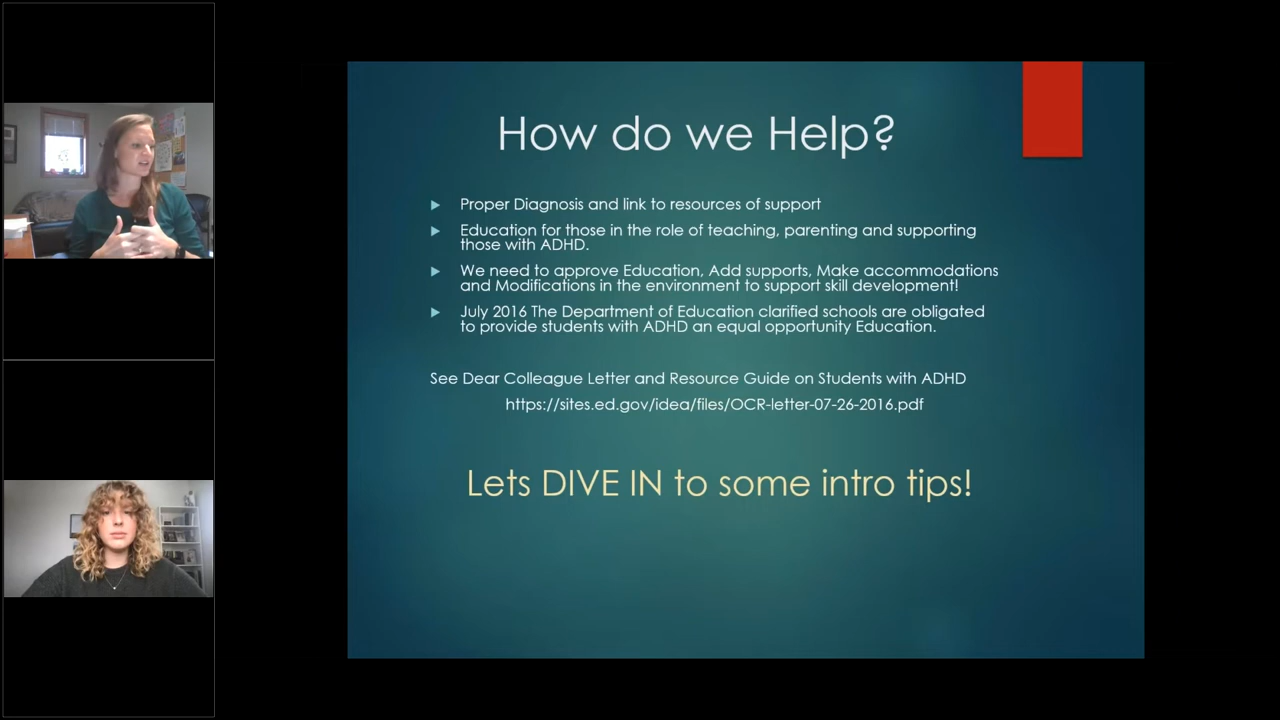 How do we Help?
Proper Diagnosis and link to resources of support
Education for those in the role of teaching, parenting and supporting
those with ADHD.
We need to approve Education, Add supports, Make accommodations
and Modifications in the environment to support skill development!
July 2016 The Department of Education clarified schools are obligated
to provide students with ADHD an equal opportunity Education.
See Dear Colleague Letter and Resource Guide on Students with ADHD
https://sites.ed.gov/idea/files/OCR-letter-07-26-2016.pdf
Lets DIVE IN to some intro tips!